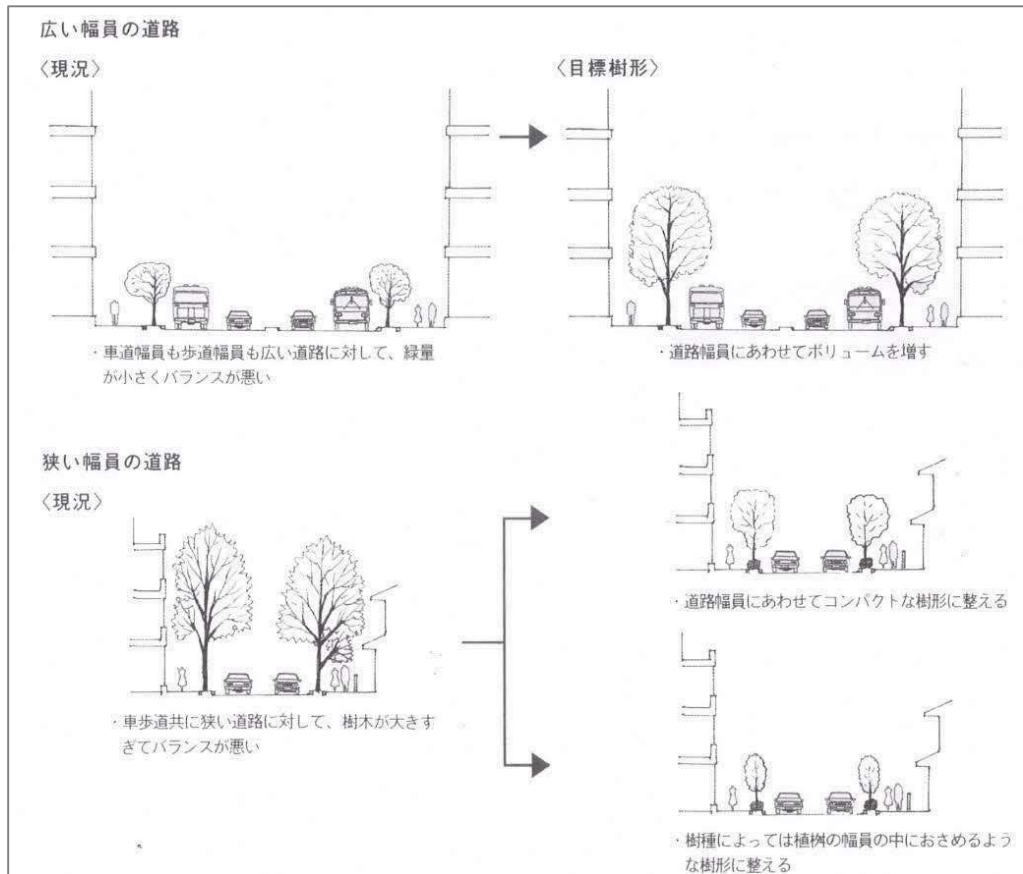 広い幅員の道路
〈現況〉
〈目標樹形〉
・車道幅員も歩道幅員も広い道路に対して、緑量
が小さくバランスが悪い
・道路幅員にあわせてボリュームを増す
狭い幅員の道路
〈現況〉
・車歩道共に狭い道路に対して、樹木が大きす
ぎてバランスが悪い
・道路幅員にあわせてコンパクトな樹形に整える
・樹種によっては植桝の幅員の中におさめるよう
な樹形に整える